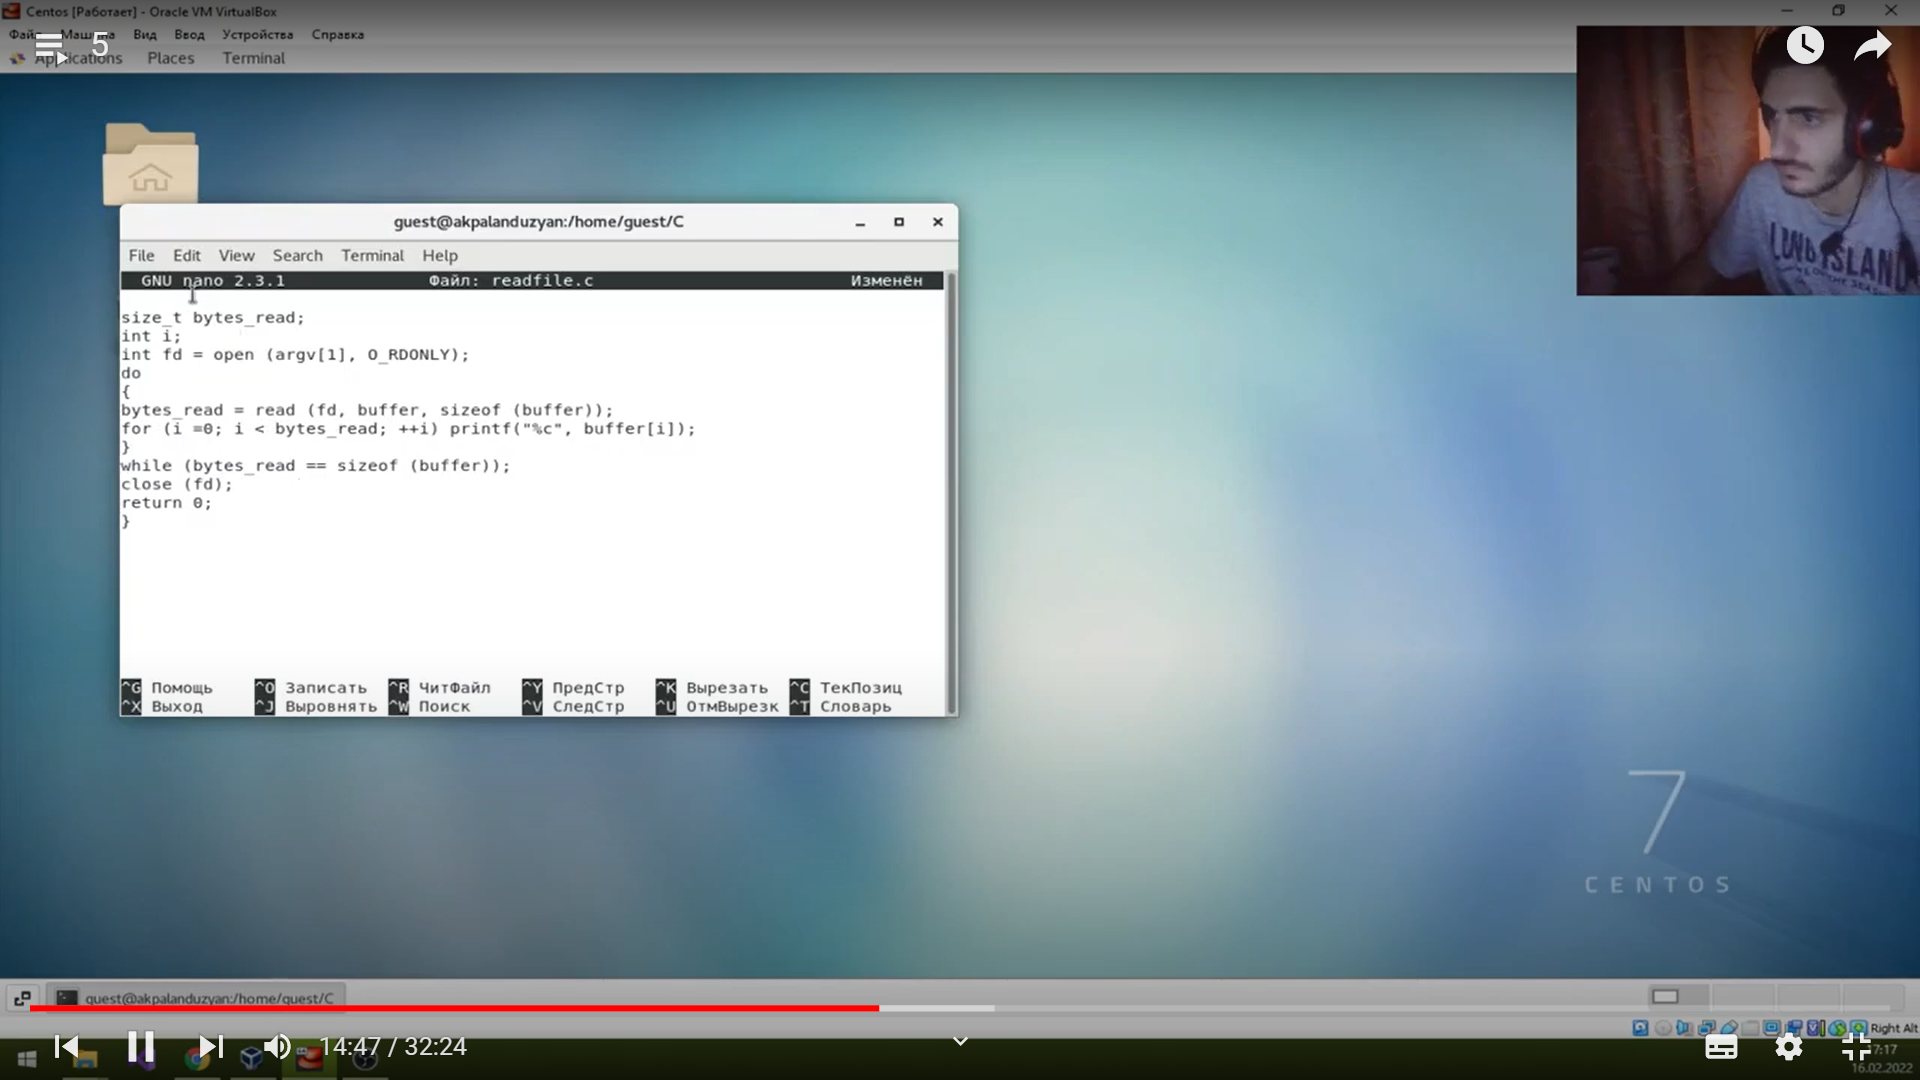 Centos [Работает] - Oracle VM VirtualBox
Файл Машина Вид Ввод Устройства Справка
5
Applications Places Terminal
guest@akpalanduzyan:/home/guest/C
File Edit View Search Terminal Help
GNU nano 2.3.1 Файл: readfile.c Изменён
size_t bytes_read;
int i;
int fd = open (argv[1], O_RDONLY);
do
{
bytes_read = read (fd, buffer, sizeof (buffer));
for (i =0; i < bytes_read; ++i) printf("%c", buffer[i]);
}
while (bytes_read == sizeof (buffer));
close (fd);
return 0;
}
^G Помощь ^O Записать ^R ЧитФайл ^Y ПредСтр ^K Вырезать ^C ТекПозиц
^X Выход ^J Выровнять ^W Поиск ^V СледСтр ^U ОтмВырезк ^T Словарь
7
CENTOS
guest@akpalanduzyan:/home/guest/C
Right Alt
14:47 / 32:24
17:17
16.02.2022